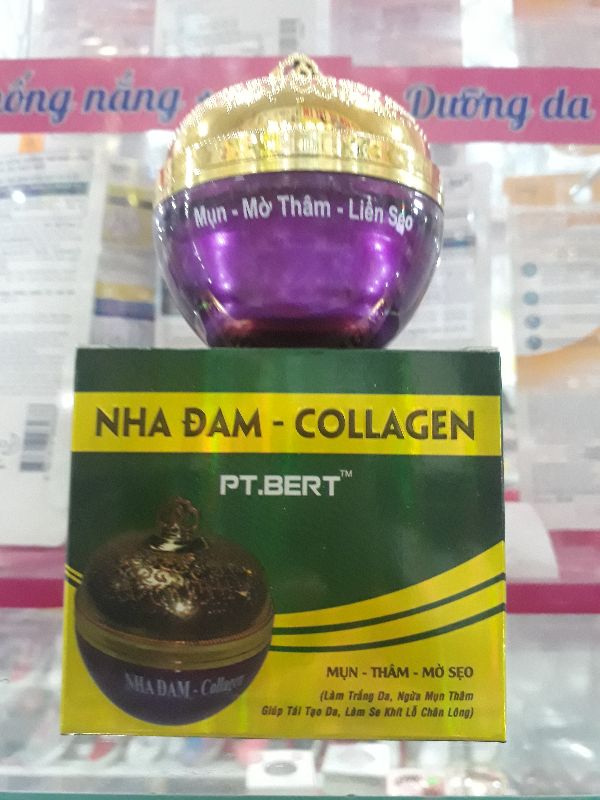 ống nắng
Dưỡng da
Mụn - Mờ Thâm - Liền Sẹo
NHA ĐAM - COLLAGEN
PT.BERT™
NHA ĐAM - Collagen
MỤN - THÂM - MỜ SẸO
(Làm Trắng Da, Ngừa Mụn Thâm
Giúp Tái Tạo Da, Làm Se Khít Lỗ Chân Lông)